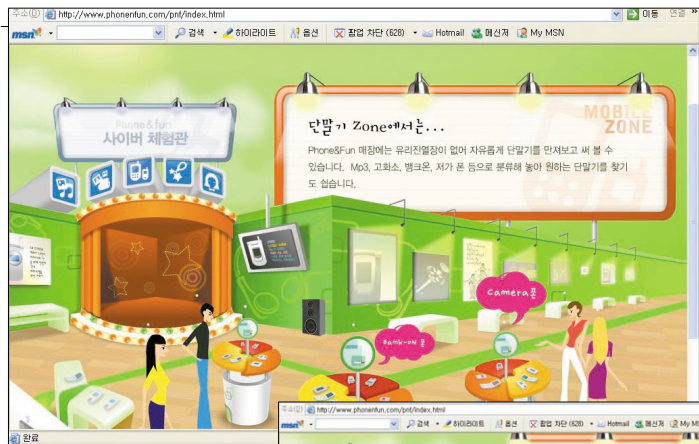 주소(D) http://www.phonenfun.com/pnf/index.html 이동 연결 »
msn 검색 하이라이트 옵션 팝업 차단 (628) Hotmail 메신저 My MSN
Phone&fun
사이버 체험관
MOBILE
ZONE
단말기 Zone에서는...
Phone&Fun 매장에는 유리진열장이 없어 자유롭게 단말기를 만져보고 써 볼 수
있습니다. Mp3, 고화소, 뱅크온, 저가 폰 등으로 분류해 놓아 원하는 단말기를 찾기
도 쉽습니다.
Camera폰
Bank-on 폰
주소(D) http://www.phonenfun.com/pnf/index.html
msn 검색 하이라이트 옵션 팝업 차단 (628) Hotmail 메신저 My M
완료